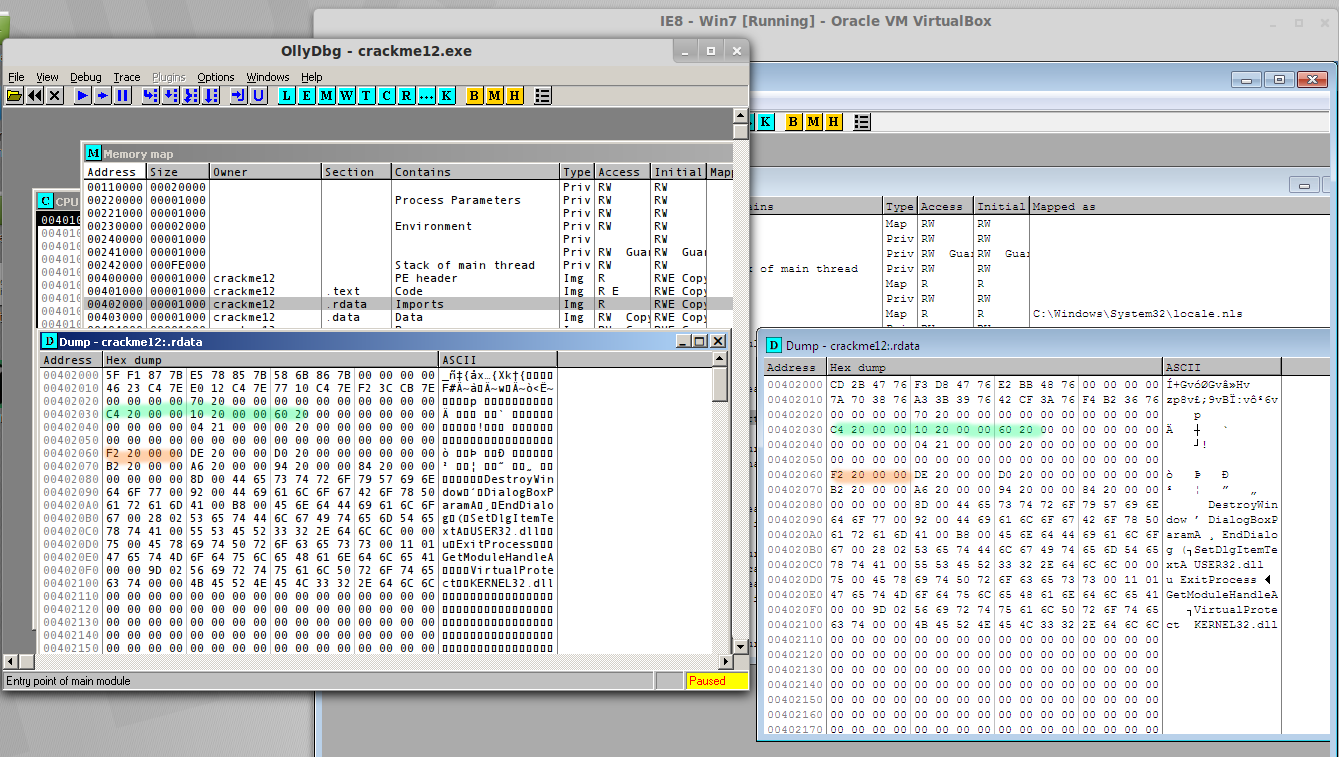 IE8 - Win7 [Running] - Oracle VM VirtualBox
OllyDbg - crackme12.exe
File View Debug Trace Plugins Options Windows Help
L E M W T C R ... K B M H
K B M H
M Memory map
Address Size Owner Section Contains Type Access Initial Mapp
00110000 00020000 Priv RW RW
00220000 00001000 Process Parameters Priv RW RW
00221000 00001000 Priv RW RW
00230000 00002000 Environment Priv RW RW
00240000 00001000 Priv RW
00241000 00001000 Priv RW Guar RW
00242000 000FE000 Stack of main thread Priv RW RW
00400000 00001000 crackme12 PE header Img R RWE Copy
00401000 00001000 crackme12 .text Code Img R E RWE Copy
00402000 00001000 crackme12 .rdata Imports Img R RWE Copy
00403000 00001000 crackme12 .data Data Img RW Copy RWE Copy
C CPU
ains Type Access Initial Mapped as
Map RW RW
Priv RW RW
Priv RW Guar RW Guar
k of main thread Priv RW RW
Map R R
Priv RW RW
Map R R C:\Windows\System32\locale.nls
D Dump - crackme12:.rdata
Address Hex dump ASCII
00402000 5F F1 87 7B E5 78 85 7B 58 6B 86 7B 00 00 00 00
00402010 46 23 C4 7E E0 12 C4 7E 77 10 C4 7E F2 3C CB 7E
00402020 00 00 00 00 70 20 00 00 00 00 00 00 00 00 00 00
00402030 C4 20 00 00 10 20 00 00 60 20 00 00 00 00 00 00
00402040 00 00 00 00 04 21 00 00 00 20 00 00 00 00 00 00
00402050 00 00 00 00 00 00 00 00 00 00 00 00 00 00 00 00
00402060 F2 20 00 00 DE 20 00 00 D0 20 00 00 00 00 00 00
00402070 B2 20 00 00 A6 20 00 00 94 20 00 00 84 20 00 00
00402080 00 00 00 00 8D 00 44 65 73 74 72 6F 79 57 69 6E DestroyWin
00402090 64 6F 77 00 92 00 44 69 61 6C 6F 67 42 6F 78 50 dow DialogBoxP
004020A0 61 72 61 6D 41 00 B8 00 45 6E 64 44 69 61 6C 6F aramA EndDialo
004020B0 67 00 28 02 53 65 74 44 6C 67 49 74 65 6D 54 65 g (SetDlgItemTe
004020C0 78 74 41 00 55 53 45 52 33 32 2E 64 6C 6C 00 00 xtA USER32.dll
004020D0 75 00 45 78 69 74 50 72 6F 63 65 73 73 00 11 01 u ExitProcess
004020E0 47 65 74 4D 6F 64 75 6C 65 48 61 6E 64 6C 65 41 GetModuleHandleA
004020F0 00 00 9D 02 56 69 72 74 75 61 6C 50 72 6F 74 65 VirtualProte
00402100 63 74 00 00 4B 45 52 4E 45 4C 33 32 2E 64 6C 6C ct KERNEL32.dll
00402110 00 00 00 00 00 00 00 00 00 00 00 00 00 00 00 00
00402120 00 00 00 00 00 00 00 00 00 00 00 00 00 00 00 00
00402130 00 00 00 00 00 00 00 00 00 00 00 00 00 00 00 00
00402140 00 00 00 00 00 00 00 00 00 00 00 00 00 00 00 00
00402150 00 00 00 00 00 00 00 00 00 00 00 00 00 00 00 00
Entry point of main module Paused
D Dump - crackme12:.rdata
Address Hex dump ASCII
00402000 CD 2B 47 76 F3 D8 47 76 E2 BB 48 76 00 00 00 00 Í+GvóØGvâ»Hv
00402010 7A 70 38 76 A3 3B 39 76 42 CF 3A 76 F4 B2 36 76 zp8v£;9vBÏ:vô²6v
00402020 00 00 00 00 70 20 00 00 00 00 00 00 00 00 00 00 p
00402030 C4 20 00 00 10 20 00 00 60 20 00 00 00 00 00 00 Ä `
00402040 00 00 00 00 04 21 00 00 00 20 00 00 00 00 00 00 !
00402050 00 00 00 00 00 00 00 00 00 00 00 00 00 00 00 00
00402060 F2 20 00 00 DE 20 00 00 D0 20 00 00 00 00 00 00 ò Þ Ð
00402070 B2 20 00 00 A6 20 00 00 94 20 00 00 84 20 00 00 ² ¦ ” „
00402080 00 00 00 00 8D 00 44 65 73 74 72 6F 79 57 69 6E DestroyWin
00402090 64 6F 77 00 92 00 44 69 61 6C 6F 67 42 6F 78 50 dow ’ DialogBoxP
004020A0 61 72 61 6D 41 00 B8 00 45 6E 64 44 69 61 6C 6F aramA ¸ EndDialo
004020B0 67 00 28 02 53 65 74 44 6C 67 49 74 65 6D 54 65 g (SetDlgItemTe
004020C0 78 74 41 00 55 53 45 52 33 32 2E 64 6C 6C 00 00 xtA USER32.dll
004020D0 75 00 45 78 69 74 50 72 6F 63 65 73 73 00 11 01 u ExitProcess
004020E0 47 65 74 4D 6F 64 75 6C 65 48 61 6E 64 6C 65 41 GetModuleHandleA
004020F0 00 00 9D 02 56 69 72 74 75 61 6C 50 72 6F 74 65 VirtualProte
00402100 63 74 00 00 4B 45 52 4E 45 4C 33 32 2E 64 6C 6C ct KERNEL32.dll
00402110 00 00 00 00 00 00 00 00 00 00 00 00 00 00 00 00
00402120 00 00 00 00 00 00 00 00 00 00 00 00 00 00 00 00
00402130 00 00 00 00 00 00 00 00 00 00 00 00 00 00 00 00
00402140 00 00 00 00 00 00 00 00 00 00 00 00 00 00 00 00
00402150 00 00 00 00 00 00 00 00 00 00 00 00 00 00 00 00
00402160 00 00 00 00 00 00 00 00 00 00 00 00 00 00 00 00
00402170 00 00 00 00 00 00 00 00 00 00 00 00 00 00 00 00